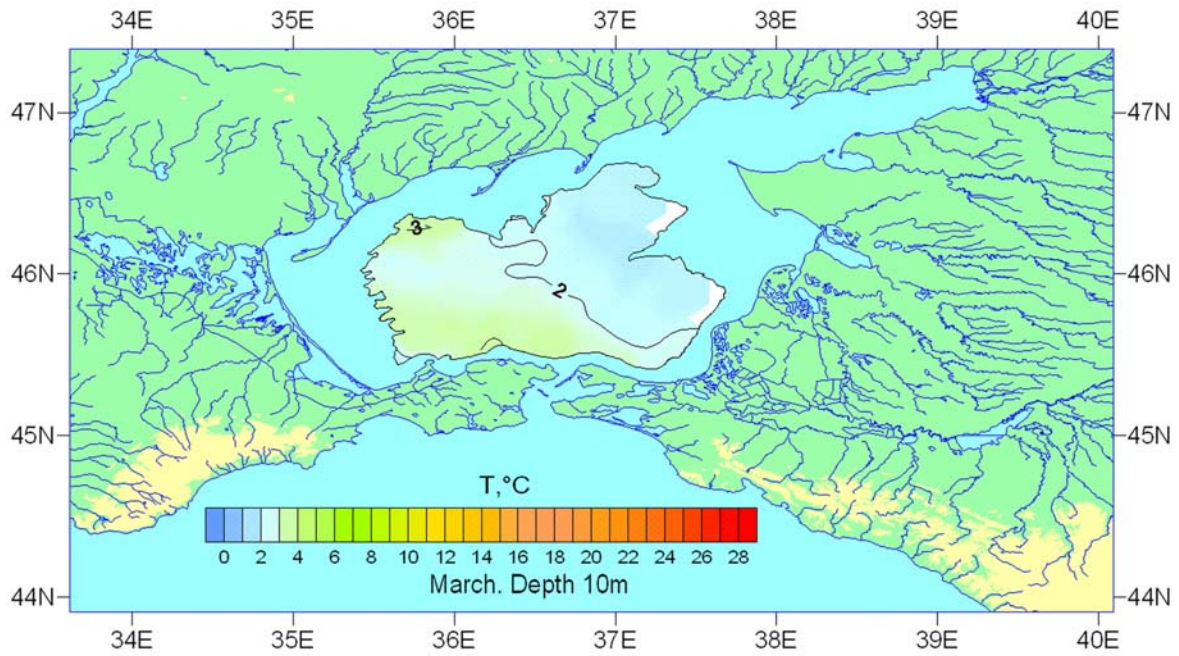 34E 35E 36E 37E 38E 39E 40E
47N 47N
3
46N 46N
2
45N 45N
T,°C
0 2 4 6 8 10 12 14 16 18 20 22 24 26 28
March. Depth 10m
44N 44N
34E 35E 36E 37E 38E 39E 40E